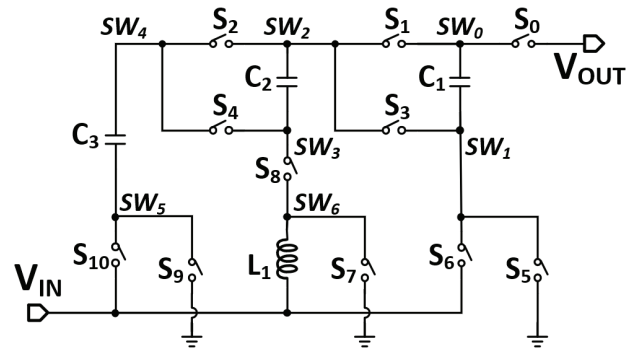 SW4 S2 SW2 S1 SW0 S0
VOUT
C2 C1
S4 S3
C3
SW3 SW1
S8
SW5 SW6
S10 S9 L1 S7 S6 S5
VIN